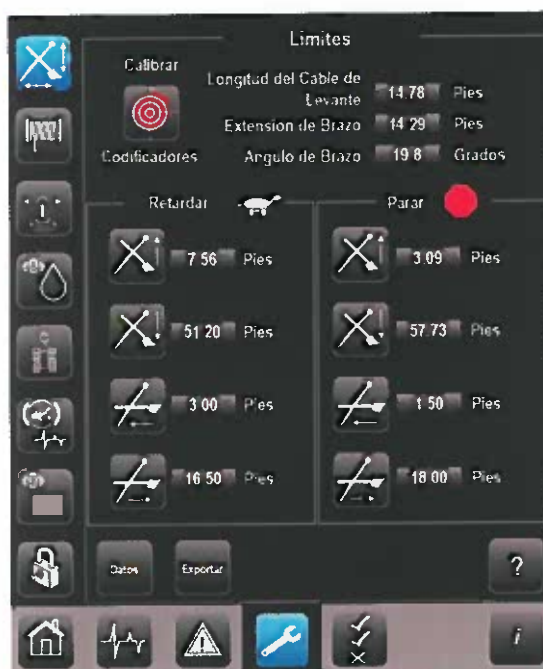 Limites
Calibrar
Codificadores
Longitud del Cable de
Levante
14.78 Pies
Extension de Brazo 14 29 Pies
Angulo de Brazo 19 8 Grados
Retardar
7 56 Pies
51 20 Pies
3 00 Pies
16 50 Pies
Parar
3.09 Pies
57.73 Pies
1 50 Pies
18 00 Pies
Datos
Exportar
?
i